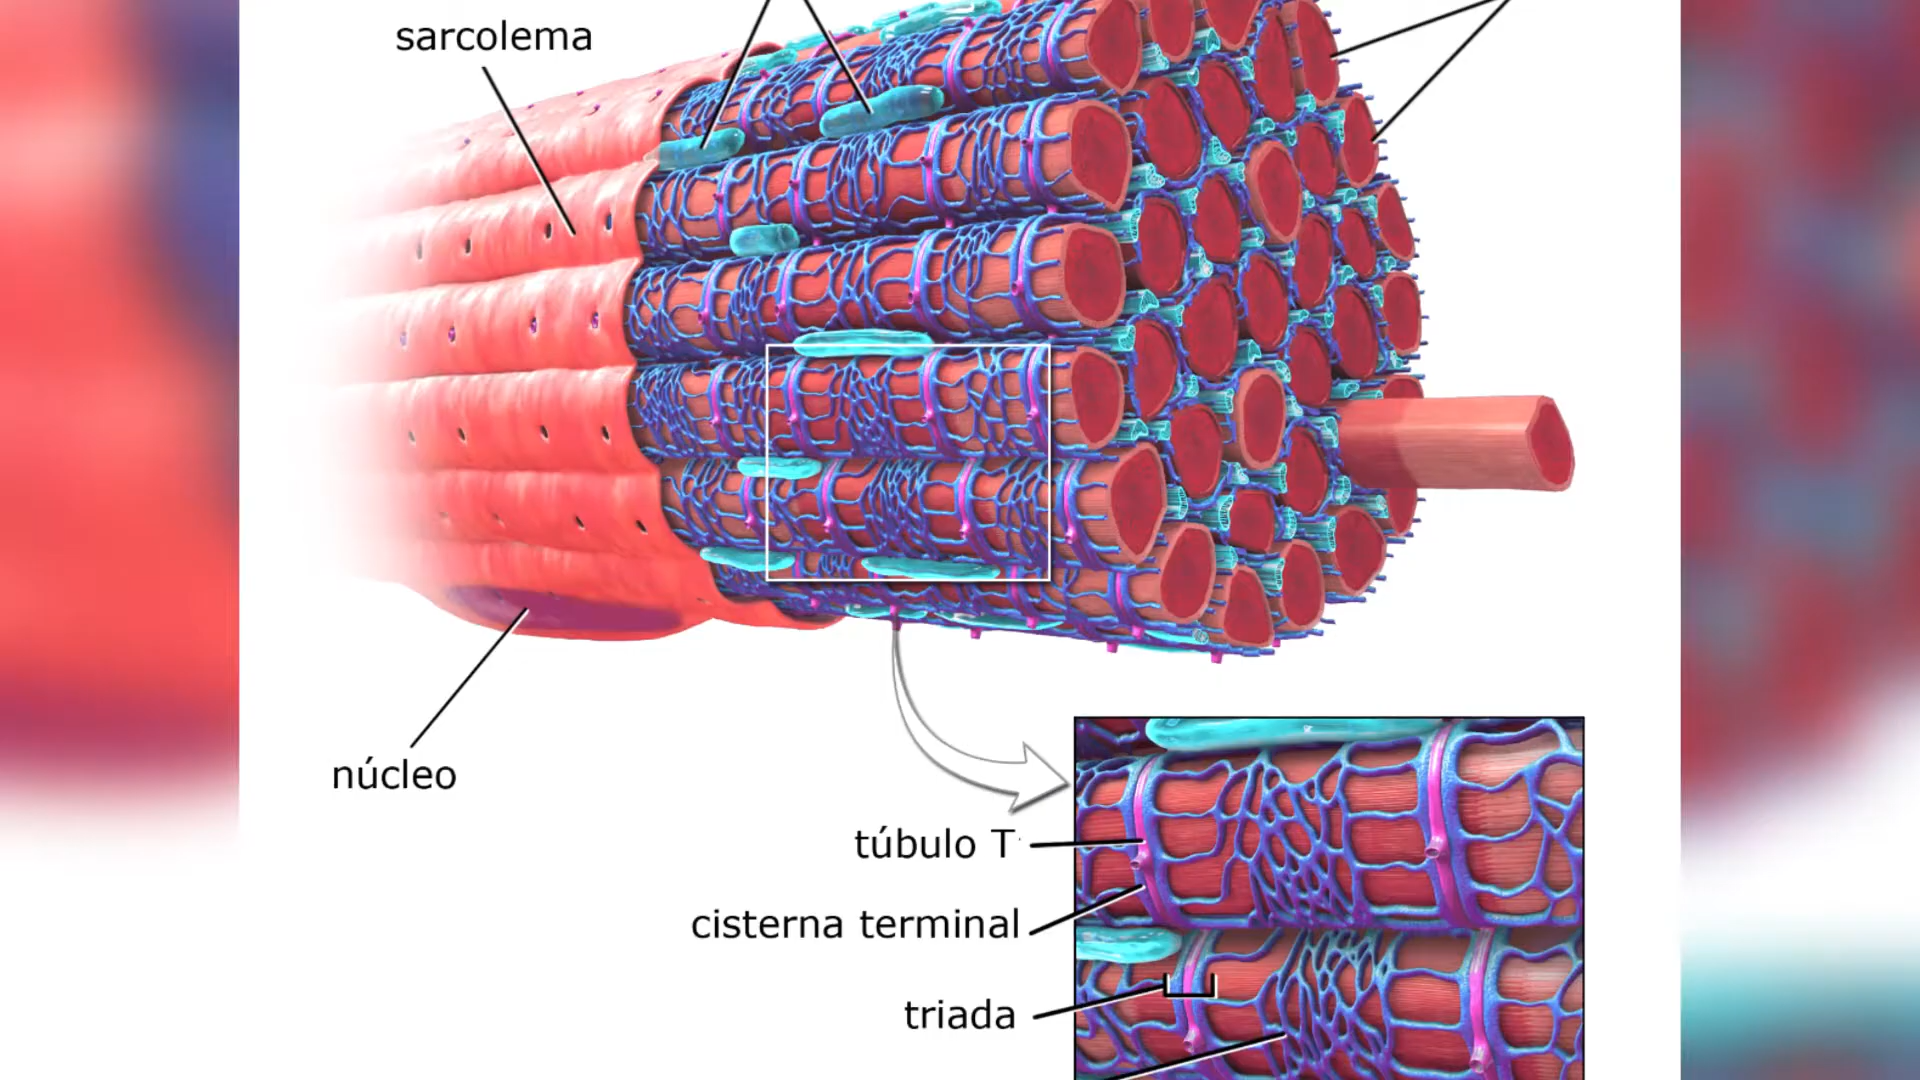 sarcolema
núcleo
túbulo T
cisterna terminal
triada